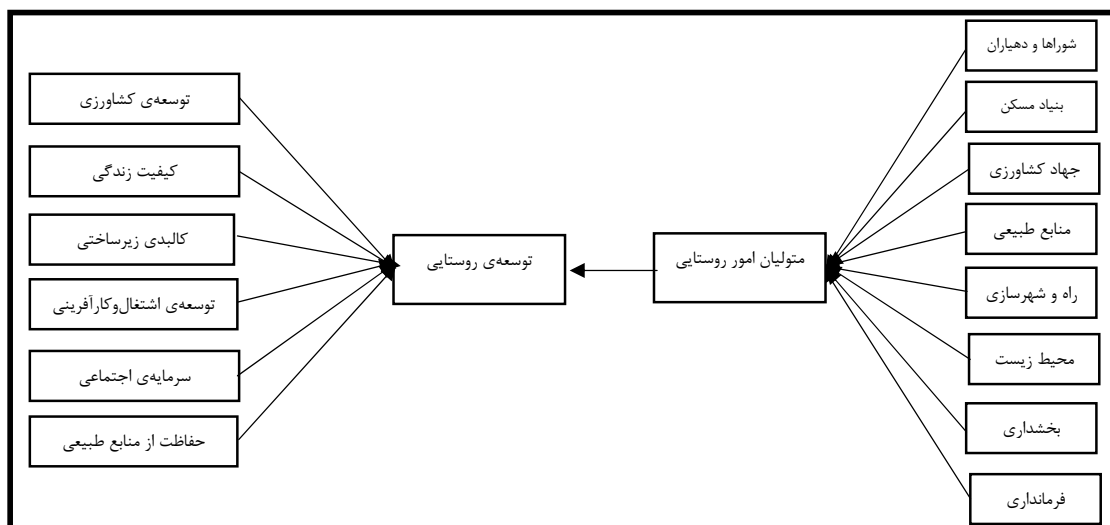 شوراها و دهیاران
بنیاد مسکن
جهاد کشاورزی
منابع طبیعی
راه و شهرسازی
محیط زیست
بخشداری
فرمانداری
متولیان امور روستایی
توسعه‌ی روستایی
توسعه‌ی کشاورزی
کیفیت زندگی
کالبدی زیرساختی
توسعه‌ی اشتغال‌وکارآفرینی
سرمایه‌ی اجتماعی
حفاظت از منابع طبیعی